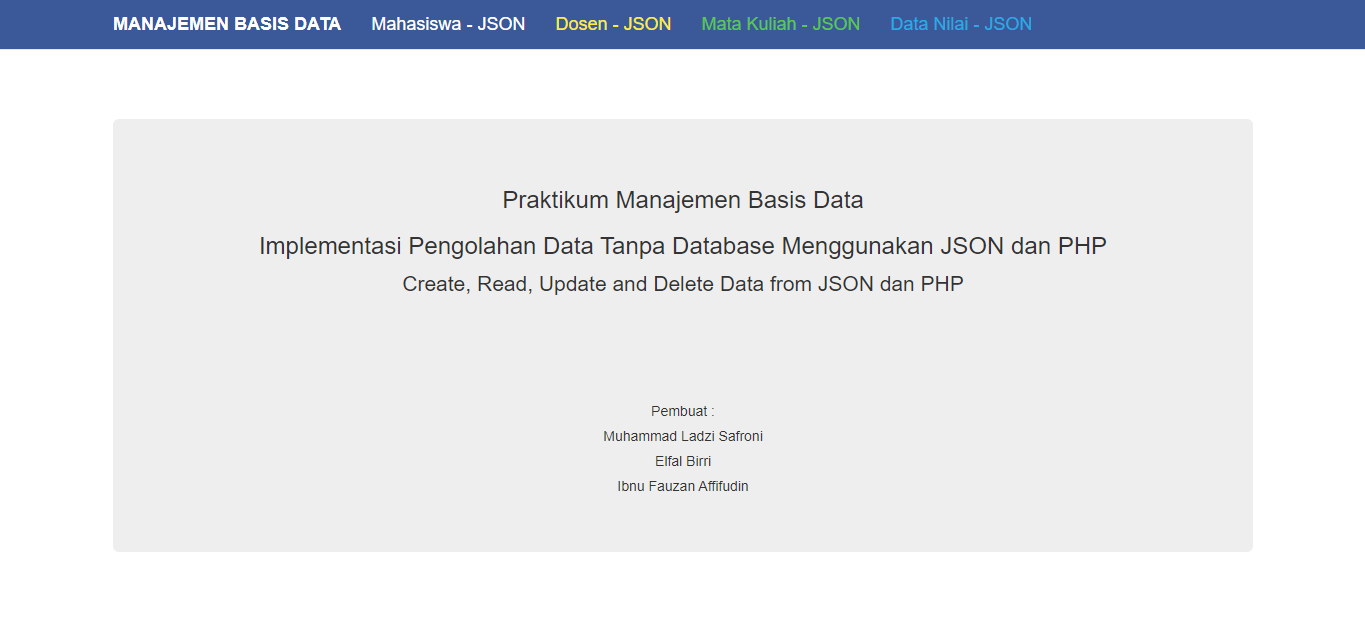 MANAJEMEN BASIS DATA Mahasiswa - JSON Dosen - JSON Mata Kuliah - JSON Data Nilai - JSON
Praktikum Manajemen Basis Data
Implementasi Pengolahan Data Tanpa Database Menggunakan JSON dan PHP
Create, Read, Update and Delete Data from JSON dan PHP
Pembuat :
Muhammad Ladzi Safroni
Elfal Birri
Ibnu Fauzan Affifudin